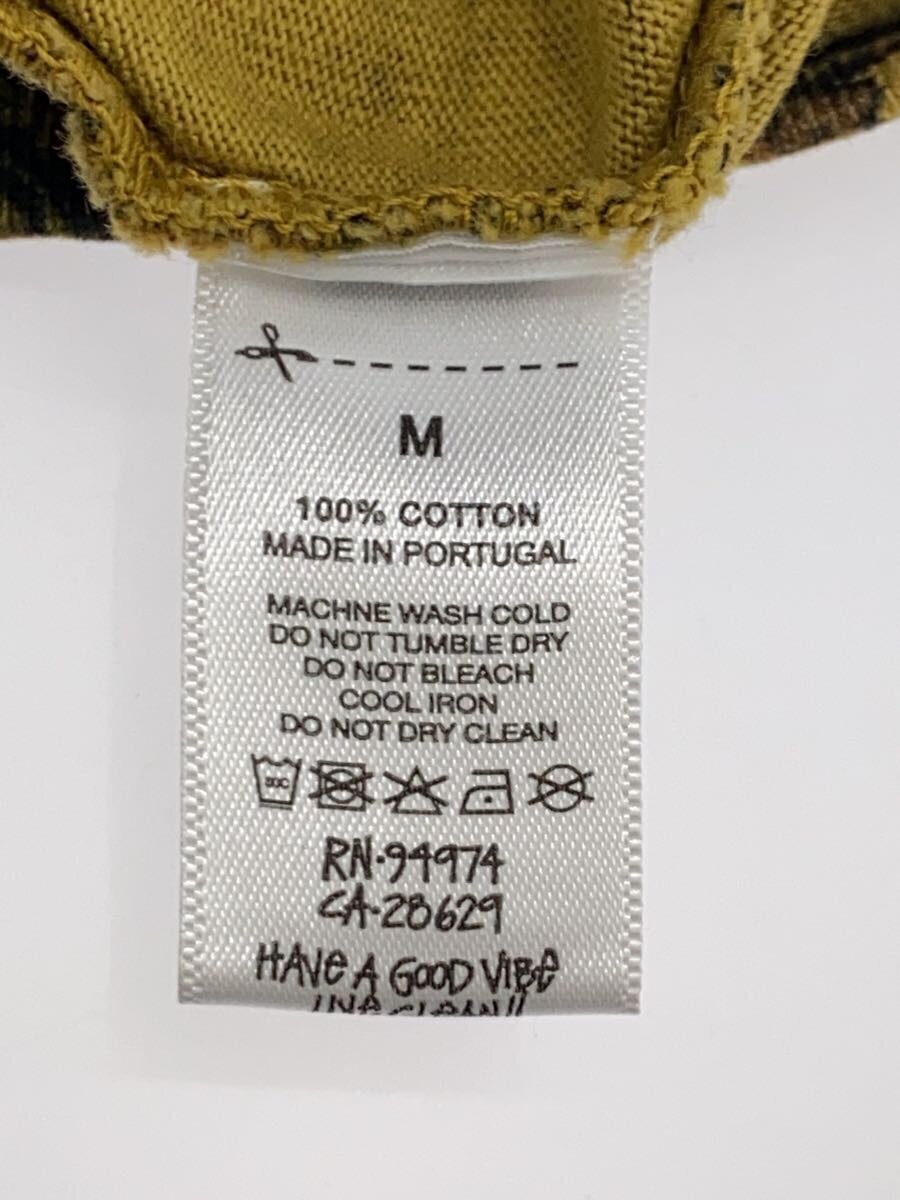 M
100% COTTON
MADE IN PORTUGAL
MACHNE WASH COLD
DO NOT TUMBLE DRY
DO NOT BLEACH
COOL IRON
DO NOT DRY CLEAN
30C
RN-94974
CA-28629
HAVE A GOOD VIBE